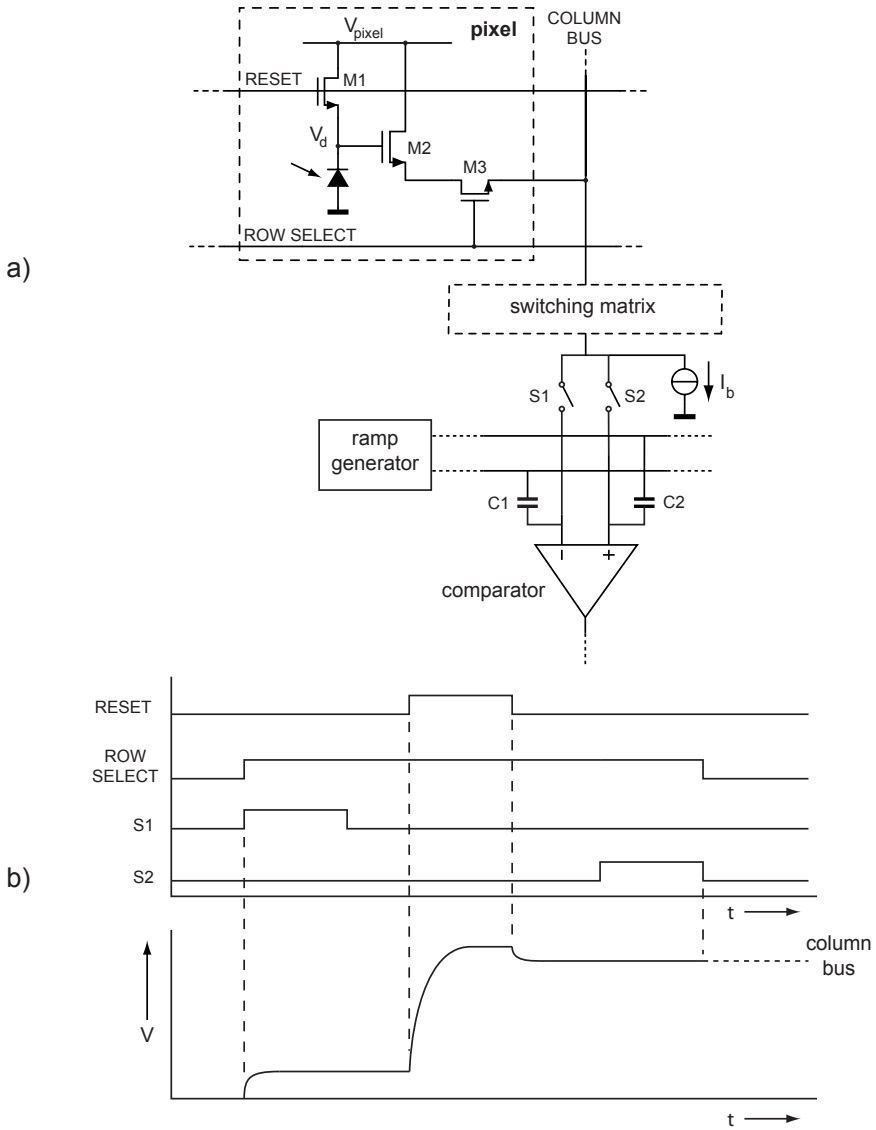 COLUMN
BUS
V_pixel
pixel
RESET
M1
V_d
M2
M3
ROW SELECT
a)
switching matrix
S1
S2
I_b
ramp
generator
C1
C2
− +
comparator
RESET
ROW
SELECT
S1
S2
b)
t
column
bus
V
t